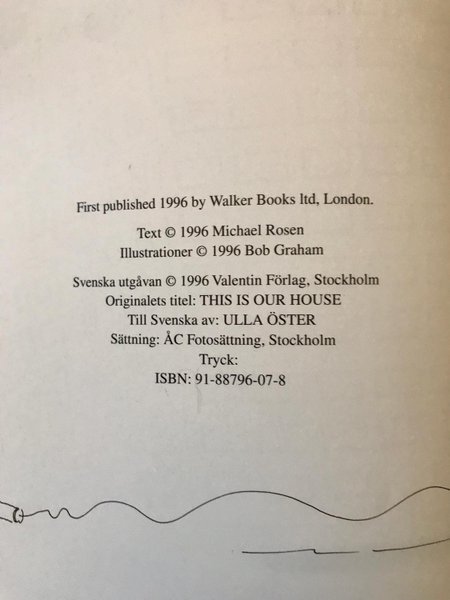 First published 1996 by Walker Books ltd, London.
Text © 1996 Michael Rosen
Illustrationer © 1996 Bob Graham
Svenska utgåvan © 1996 Valentin Förlag, Stockholm
Originalets titel: THIS IS OUR HOUSE
Till Svenska av: ULLA ÖSTER
Sättning: ÅC Fotosättning, Stockholm
Tryck:
ISBN: 91-88796-07-8